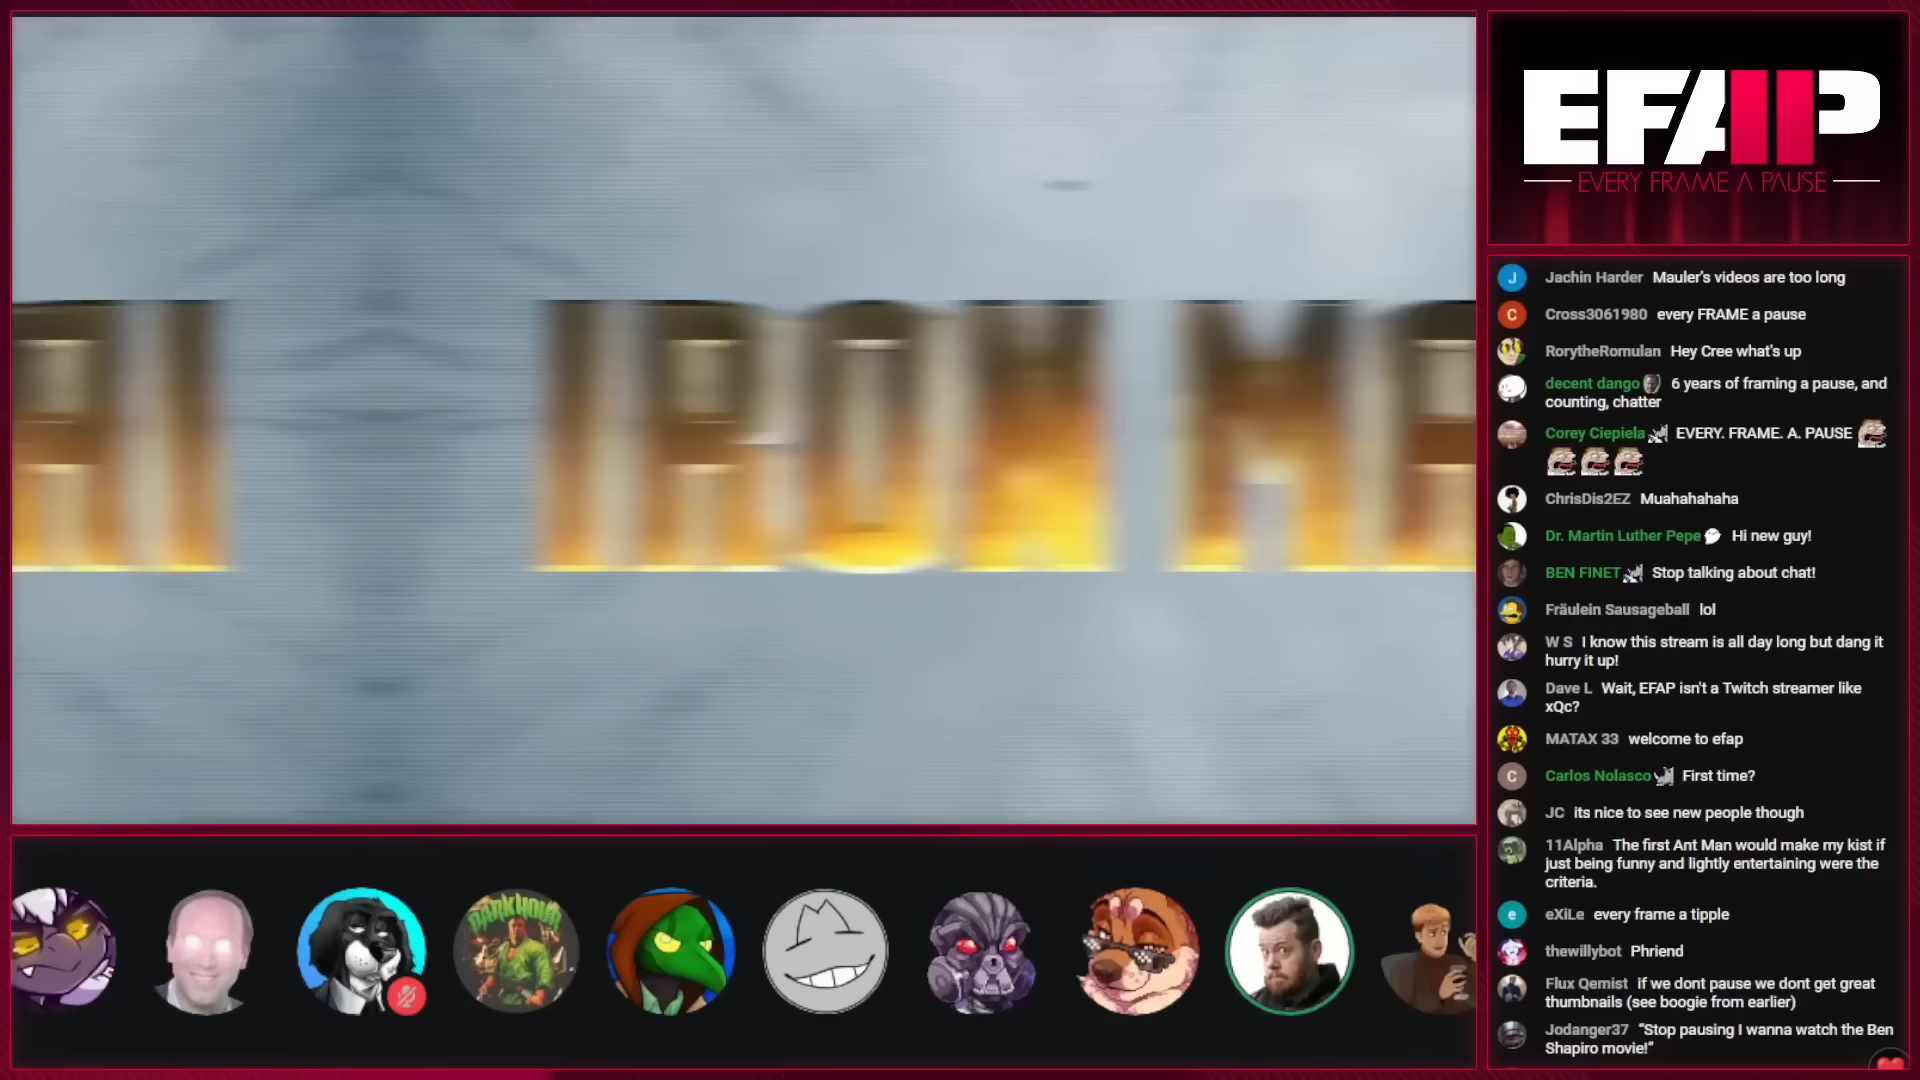 EFAP
EVERY FRAME A PAUSE
Jachin Harder Mauler's videos are too long
Cross3061980 every FRAME a pause
RorytheRomulan Hey Cree what's up
decent dango 6 years of framing a pause, and
counting, chatter
Corey Ciepiela EVERY. FRAME. A. PAUSE
ChrisDis2EZ Muahahahaha
Dr. Martin Luther Pepe Hi new guy!
BEN FINET Stop talking about chat!
Fräulein Sausageball lol
W S I know this stream is all day long but dang it
hurry it up!
Dave L Wait, EFAP isn't a Twitch streamer like
xQc?
MATAX 33 welcome to efap
Carlos Nolasco First time?
JC its nice to see new people though
11Alpha The first Ant Man would make my kist if
just being funny and lightly entertaining were the
criteria.
eXiLe every frame a tipple
thewillybot Phriend
Flux Qemist if we dont pause we dont get great
thumbnails (see boogie from earlier)
Jodanger37 “Stop pausing I wanna watch the Ben
Shapiro movie!”
J
C
C
e
DARKHOUR